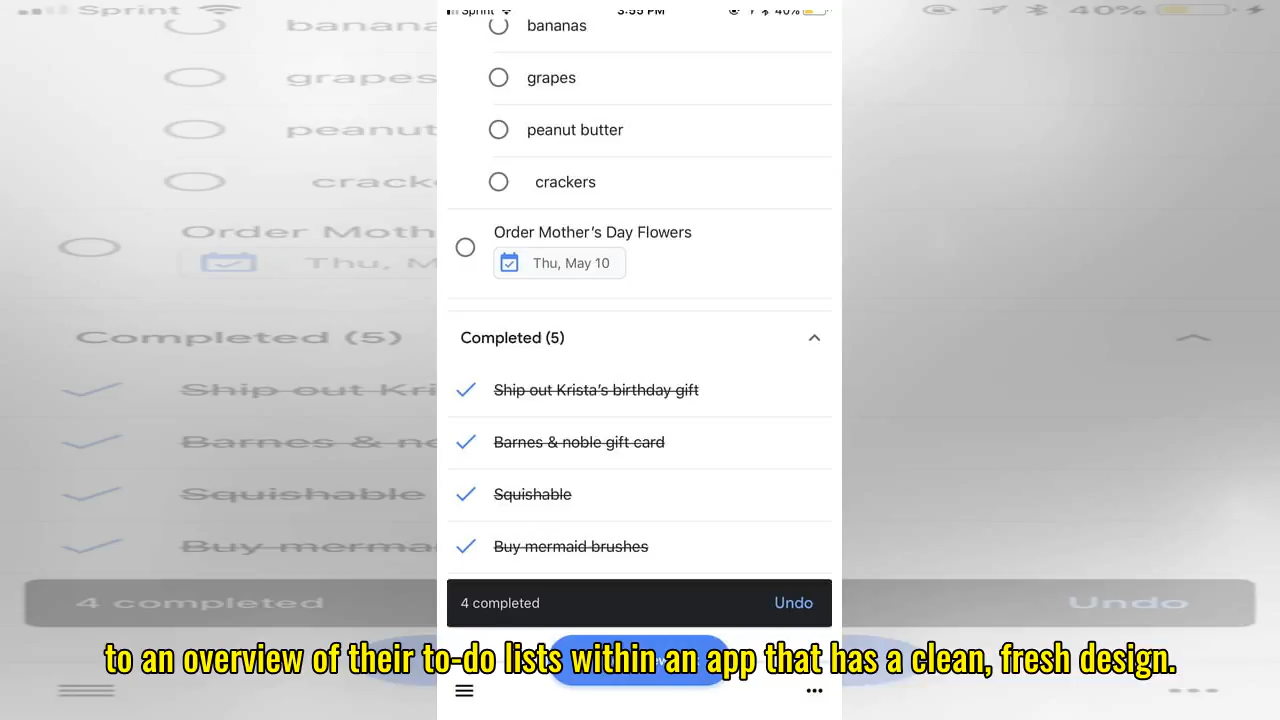 Sprint 3:55 PM 40%
bananas
grapes
peanut butter
crackers
Order Mother's Day Flowers
Thu, May 10
Completed (5)
Ship out Krista's birthday gift
Barnes & noble gift card
Squishable
Buy mermaid brushes
4 completed Undo
to an overview of their to-do lists within an app that has a clean, fresh design.